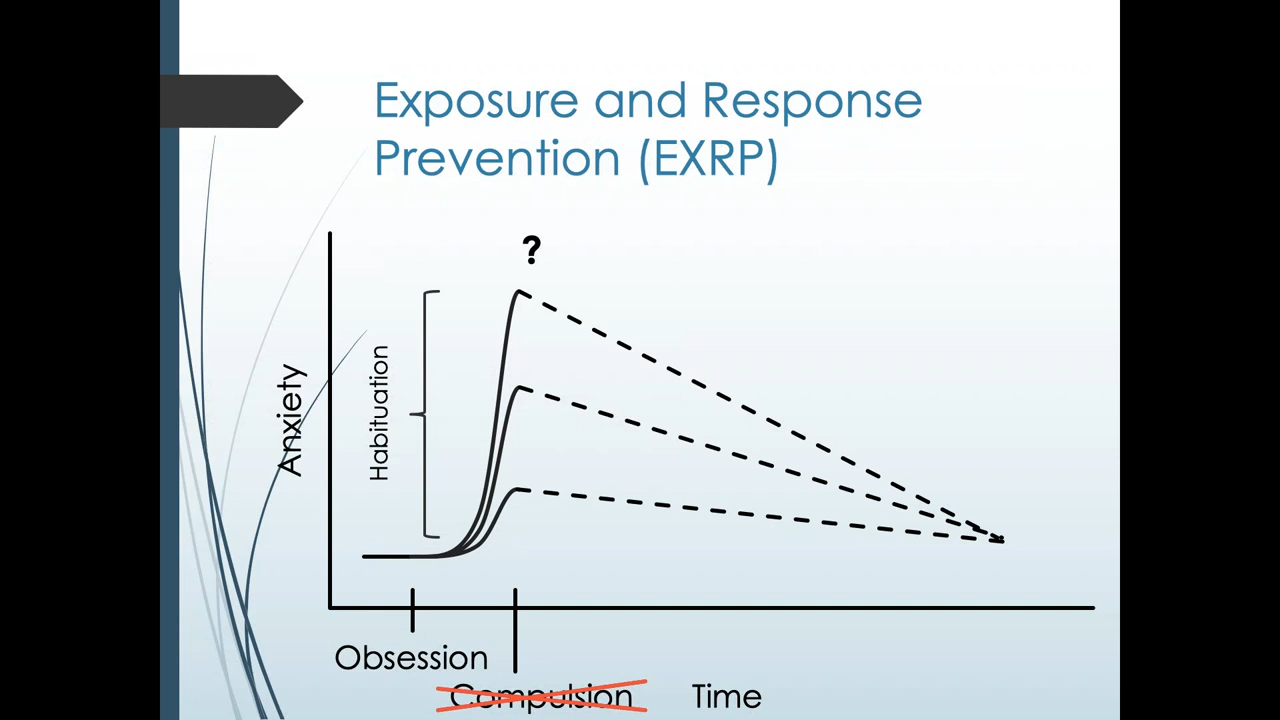 Exposure and Response
Prevention (EXRP)
?
Anxiety
Habituation
Obsession
Compulsion
Time